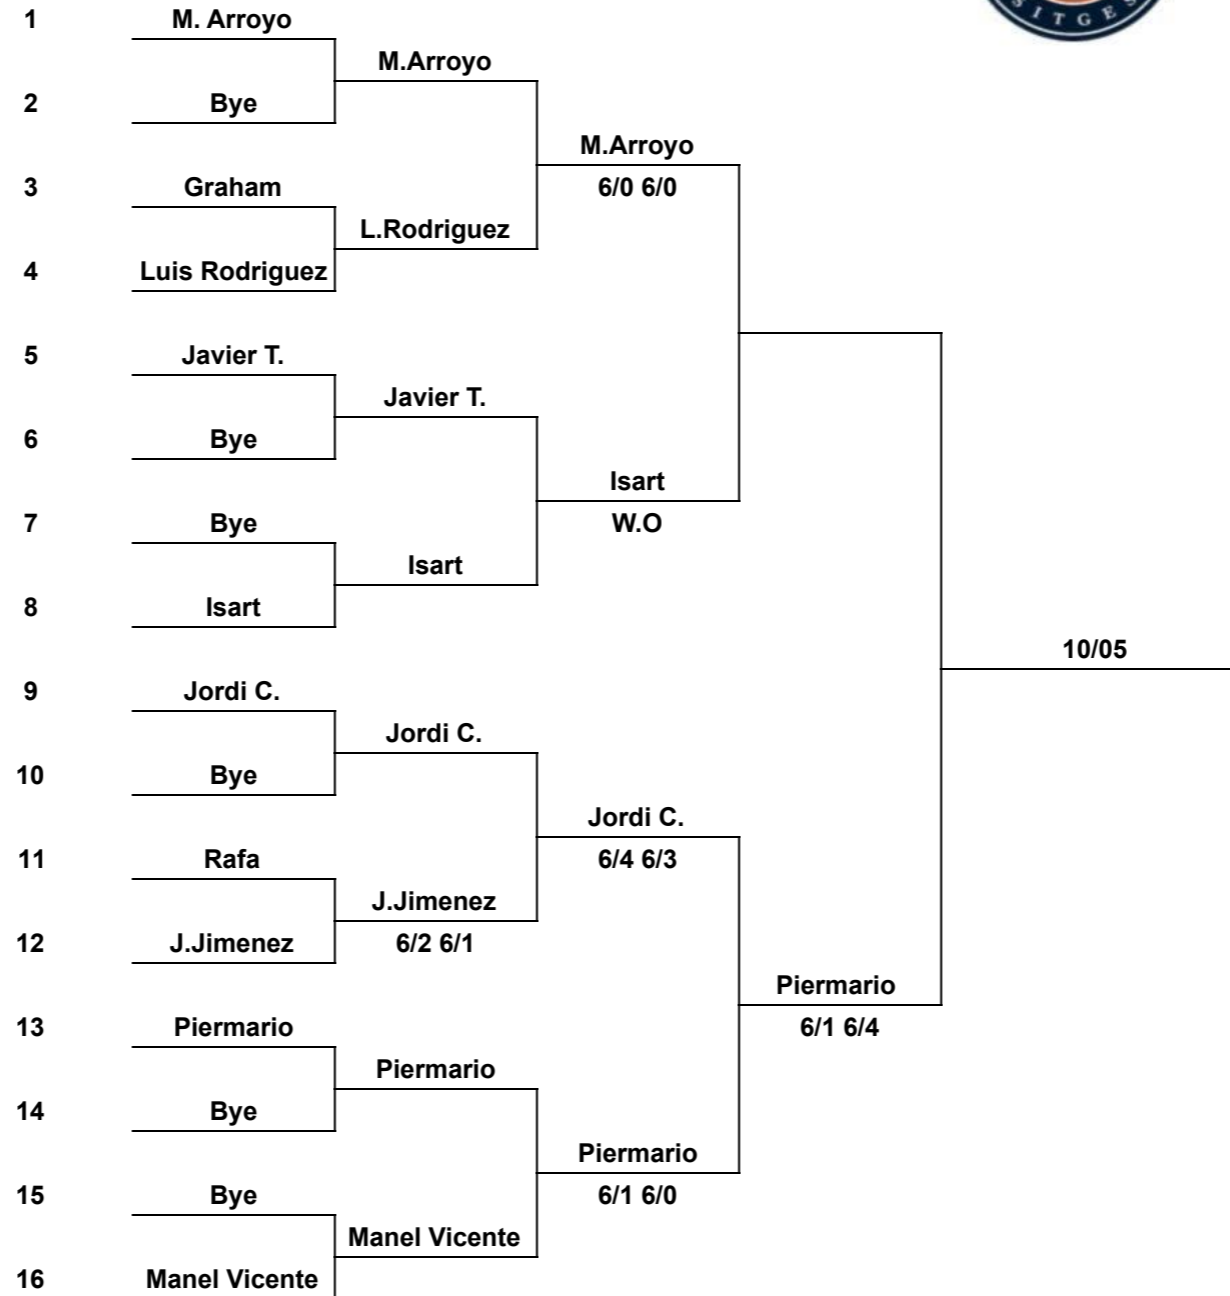 SITGES
1 M. Arroyo
M.Arroyo
2 Bye
M.Arroyo
3 Graham 6/0 6/0
L.Rodriguez
4 Luis Rodriguez
5 Javier T.
Javier T.
6 Bye
Isart
7 Bye W.O
Isart
8 Isart
10/05
9 Jordi C.
Jordi C.
10 Bye
Jordi C.
11 Rafa 6/4 6/3
J.Jimenez
12 J.Jimenez 6/2 6/1
Piermario
13 Piermario 6/1 6/4
Piermario
14 Bye
Piermario
15 Bye 6/1 6/0
Manel Vicente
16 Manel Vicente